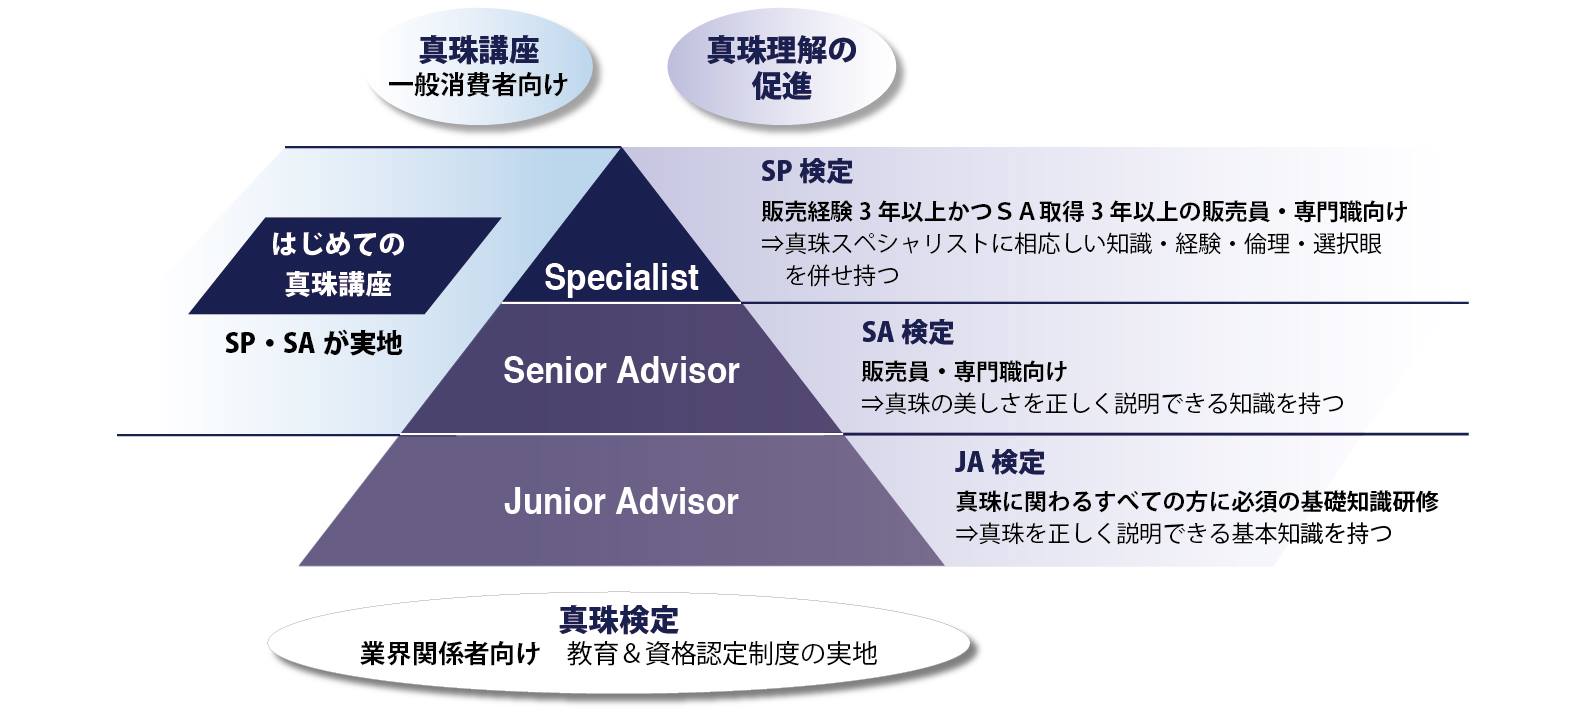 真珠講座
一般消費者向け
真珠理解の
促進
はじめての
真珠講座
SP・SA が実地
Specialist
SP 検定
販売経験 3 年以上かつＳＡ取得 3 年以上の販売員・専門職向け
⇒真珠スペシャリストに相応しい知識・経験・倫理・選択眼
を併せ持つ
Senior Advisor
SA 検定
販売員・専門職向け
⇒真珠の美しさを正しく説明できる知識を持つ
Junior Advisor
JA 検定
真珠に関わるすべての方に必須の基礎知識研修
⇒真珠を正しく説明できる基本知識を持つ
真珠検定
業界関係者向け　教育＆資格認定制度の実地